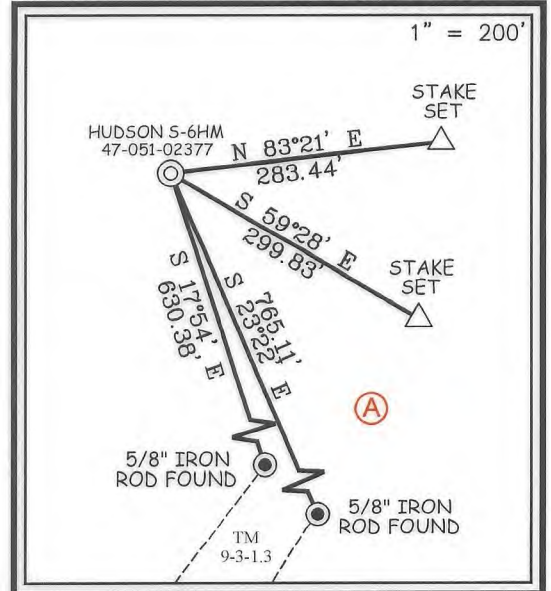 1" = 200'
STAKE
SET
HUDSON S-6HM
47-051-02377
N 83°21' E
283.44'
S 59°28' E
299.83'
STAKE
SET
S 17°54' E
630.38'
765.11'
S 23°22' E
A
5/8" IRON
ROD FOUND
5/8" IRON
ROD FOUND
TM
9-3-1.3